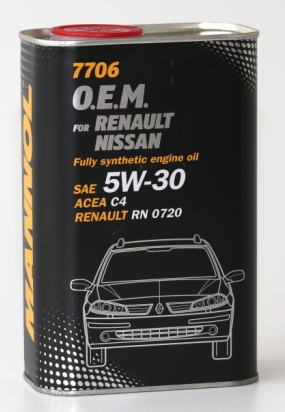 7706
O.E.M.
FOR RENAULT
NISSAN
Fully synthetic engine oil
SAE 5W-30
ACEA C4
RENAULT RN 0720
MANNOL